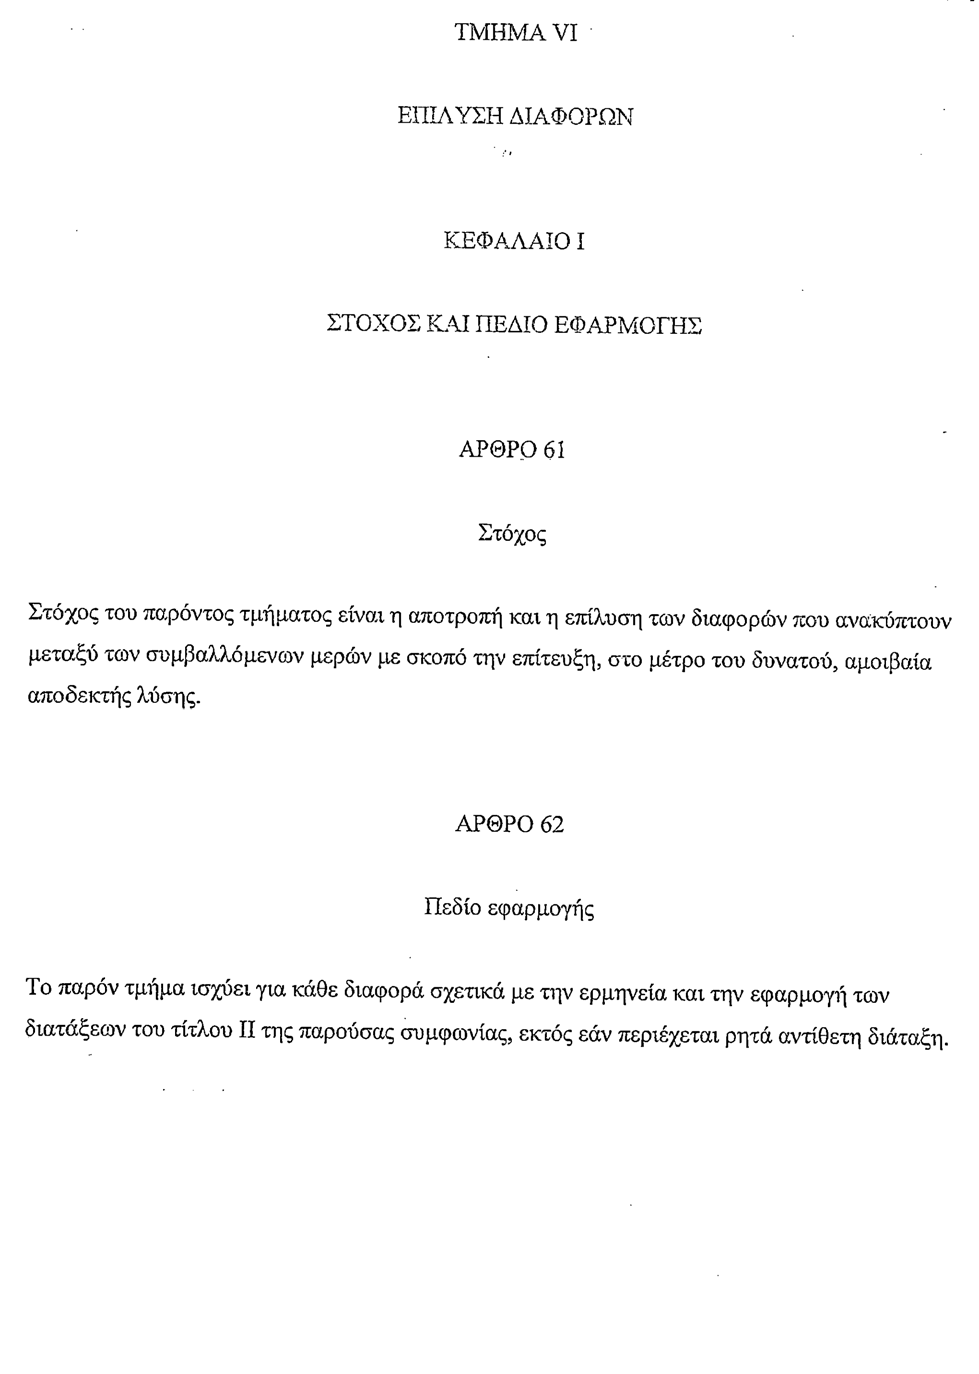 ΤΜΗΜΑ VI
ΕΠΙΛΥΣΗ ΔΙΑΦΟΡΩΝ
ΚΕΦΑΛΑΙΟ Ι
ΣΤΟΧΟΣ ΚΑΙ ΠΕΔΙΟ ΕΦΑΡΜΟΓΗΣ
ΑΡΘΡΟ 61
Στόχος
Στόχος του παρόντος τμήματος είναι η αποτροπή και η επίλυση των διαφορών που ανακύπτουν
μεταξύ των συμβαλλόμενων μερών με σκοπό την επίτευξη, στο μέτρο του δυνατού, αμοιβαία
αποδεκτής λύσης.
ΑΡΘΡΟ 62
Πεδίο εφαρμογής
Το παρόν τμήμα ισχύει για κάθε διαφορά σχετικά με την ερμηνεία και την εφαρμογή των
διατάξεων του τίτλου ΙΙ της παρούσας συμφωνίας, εκτός εάν περιέχεται ρητά αντίθετη διάταξη.